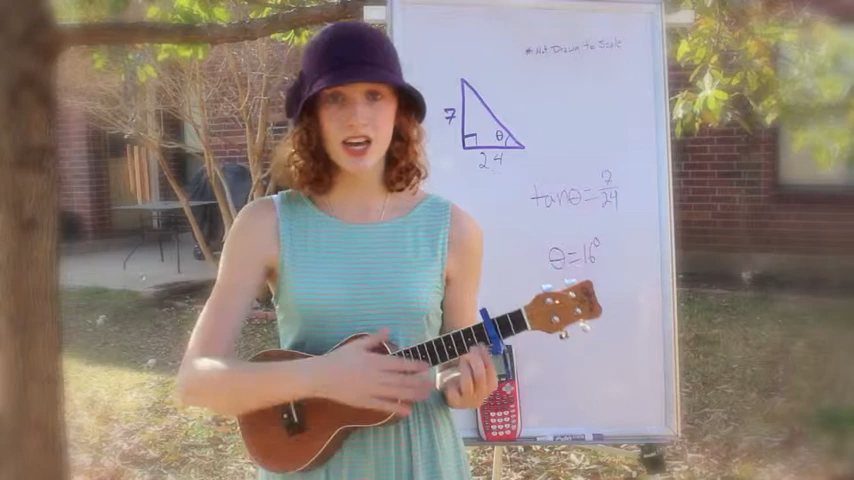 *Not Drawn to Scale
7
θ
24
tanθ = 7/24
θ = 16°